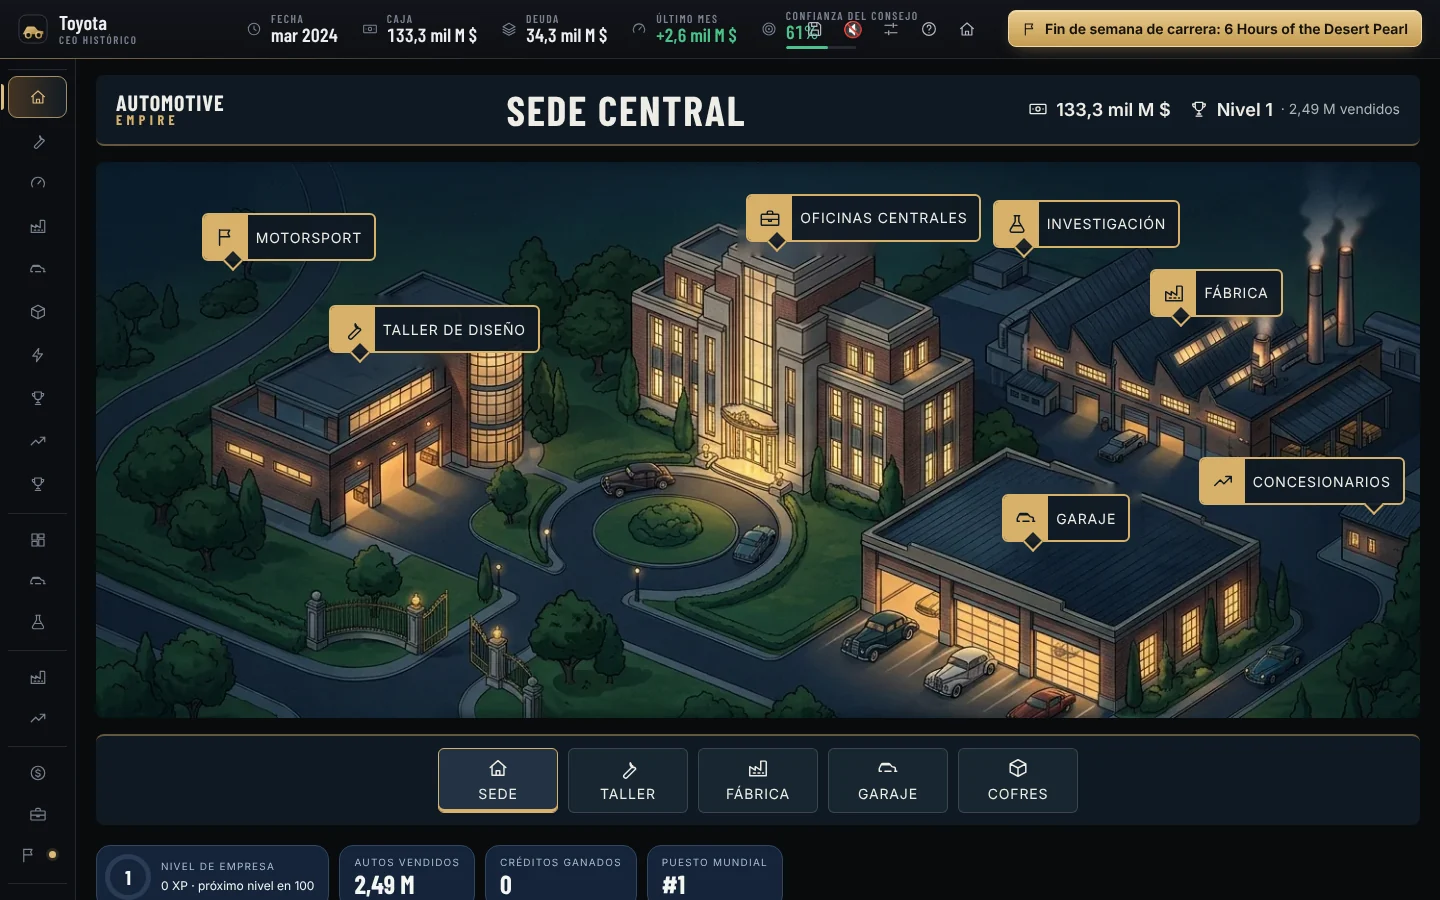 Toyota
CEO HISTÓRICO
FECHA
mar 2024
CAJA
133,3 mil M $
DEUDA
34,3 mil M $
ÚLTIMO MES
+2,6 mil M $
CONFIANZA DEL CONSEJO
61 %
Fin de semana de carrera: 6 Hours of the Desert Pearl
AUTOMOTIVE
EMPIRE
SEDE CENTRAL
133,3 mil M $
Nivel 1 · 2,49 M vendidos
MOTORSPORT
OFICINAS CENTRALES
INVESTIGACIÓN
FÁBRICA
TALLER DE DISEÑO
CONCESIONARIOS
GARAJE
SEDE
TALLER
FÁBRICA
GARAJE
COFRES
1
NIVEL DE EMPRESA
0 XP · próximo nivel en 100
AUTOS VENDIDOS
2,49 M
CRÉDITOS GANADOS
0
PUESTO MUNDIAL
#1